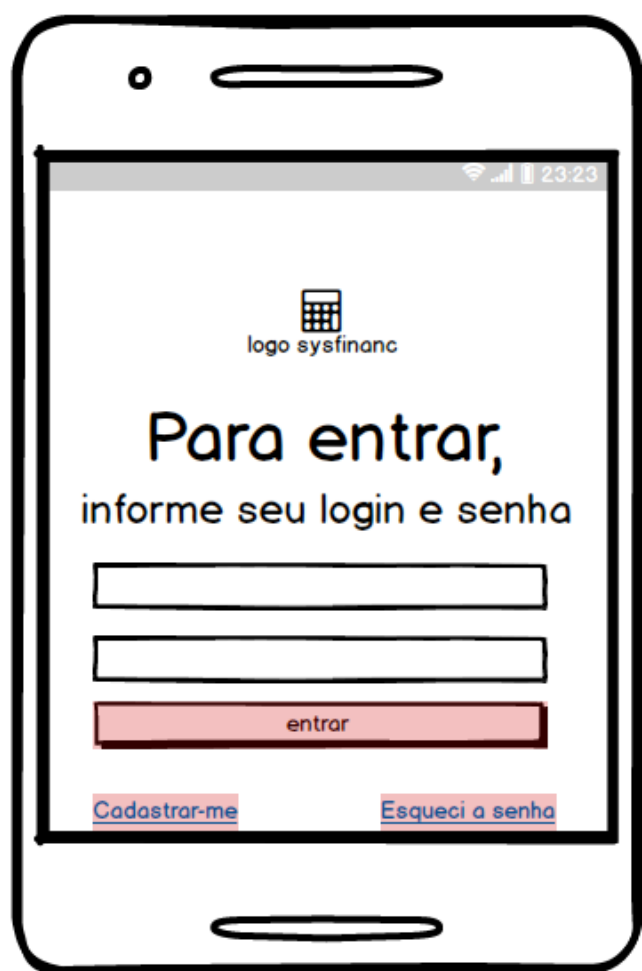 23:23
logo sysfinanc
Para entrar,
informe seu login e senha
entrar
Cadastrar-me Esqueci a senha